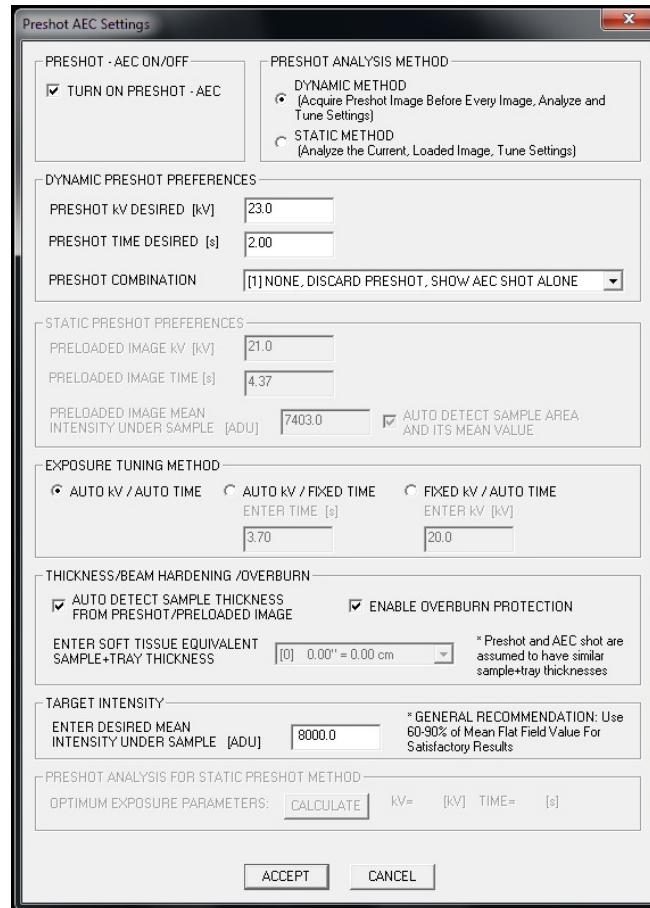 Preshot AEC Settings
PRESHOT - AEC ON/OFF
TURN ON PRESHOT - AEC
PRESHOT ANALYSIS METHOD
DYNAMIC METHOD
(Acquire Preshot Image Before Every Image, Analyze and
Tune Settings)
STATIC METHOD
(Analyze the Current, Loaded Image, Tune Settings)
DYNAMIC PRESHOT PREFERENCES
PRESHOT kV DESIRED [kV]
23.0
PRESHOT TIME DESIRED [s]
2.00
PRESHOT COMBINATION
[1] NONE, DISCARD PRESHOT, SHOW AEC SHOT ALONE
STATIC PRESHOT PREFERENCES
PRELOADED IMAGE kV [kV]
21.0
PRELOADED IMAGE TIME [s]
4.37
PRELOADED IMAGE MEAN
INTENSITY UNDER SAMPLE [ADU]
7403.0
AUTO DETECT SAMPLE AREA
AND ITS MEAN VALUE
EXPOSURE TUNING METHOD
AUTO kV / AUTO TIME
AUTO kV / FIXED TIME
ENTER TIME [s]
3.70
FIXED kV / AUTO TIME
ENTER kV [kV]
20.0
THICKNESS/BEAM HARDENING /OVERBURN
AUTO DETECT SAMPLE THICKNESS
FROM PRESHOT/PRELOADED IMAGE
ENABLE OVERBURN PROTECTION
ENTER SOFT TISSUE EQUIVALENT
SAMPLE+TRAY THICKNESS
[0] 0.00" = 0.00 cm
* Preshot and AEC shot are
assumed to have similar
sample+tray thicknesses
TARGET INTENSITY
ENTER DESIRED MEAN
INTENSITY UNDER SAMPLE [ADU]
8000.0
* GENERAL RECOMMENDATION: Use
60-90% of Mean Flat Field Value For
Satisfactory Results
PRESHOT ANALYSIS FOR STATIC PRESHOT METHOD
OPTIMUM EXPOSURE PARAMETERS:
CALCULATE
kV= [kV] TIME= [s]
ACCEPT
CANCEL